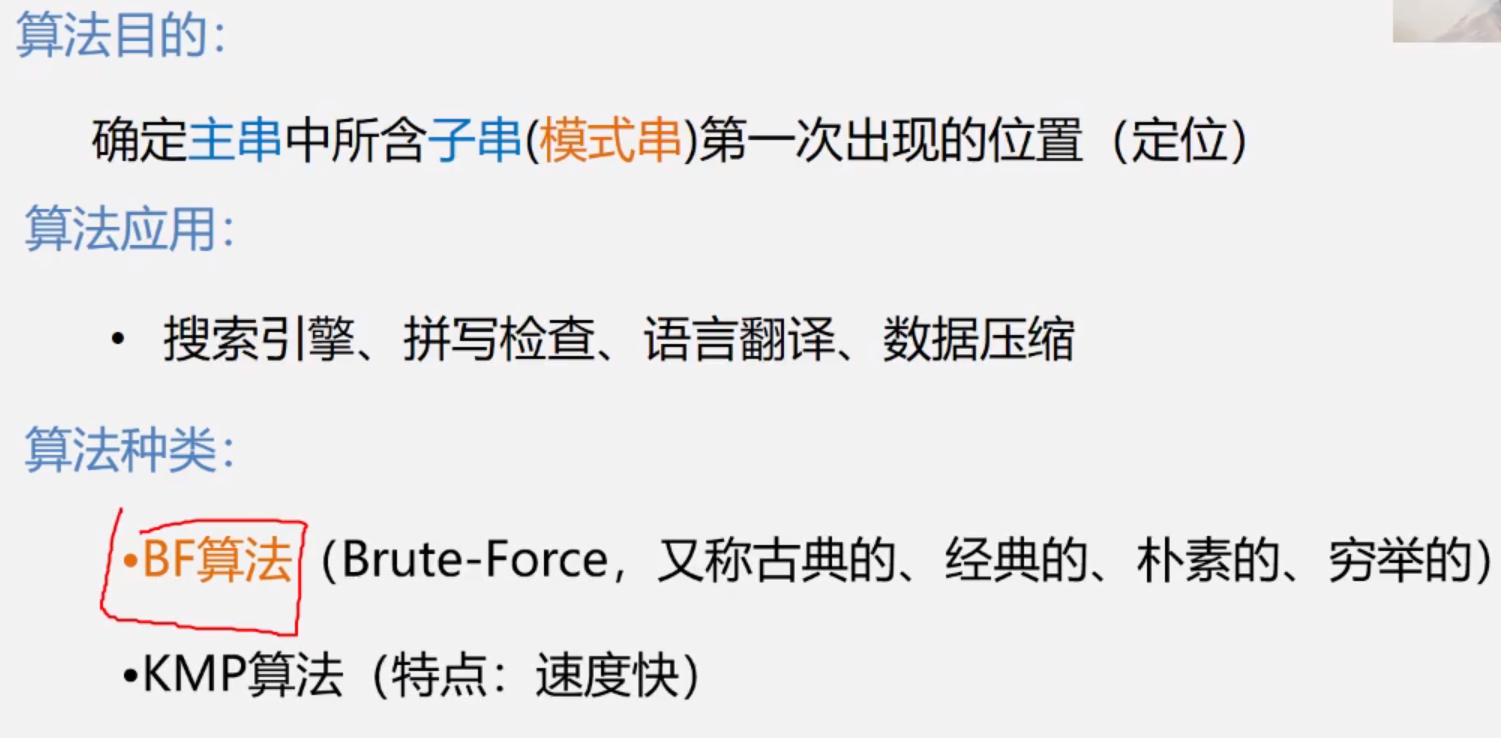 算法目的：
确定主串中所含子串(模式串)第一次出现的位置（定位）
算法应用：
• 搜索引擎、拼写检查、语言翻译、数据压缩
算法种类：
•BF算法（Brute-Force，又称古典的、经典的、朴素的、穷举的）
•KMP算法（特点：速度快）